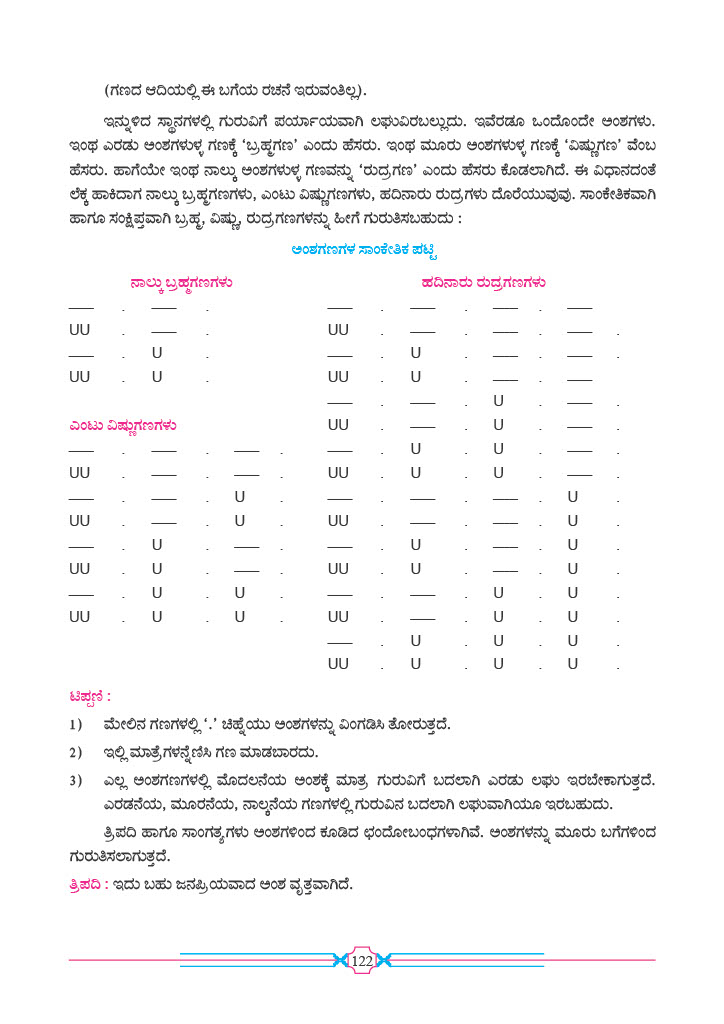 (ಗಣದ ಆದಿಯಲ್ಲಿ ಈ ಬಗೆಯ ರಚನೆ ಇರುವಂತಿಲ್ಲ).
ಇನ್ನುಳಿದ ಸ್ಥಾನಗಳಲ್ಲಿ ಗುರುವಿಗೆ ಪರ್ಯಾಯವಾಗಿ ಲಘುವಿರಬಲ್ಲುದು. ಇವೆರಡೂ ಒಂದೊಂದೇ ಅಂಶಗಳು.
ಇಂಥ ಎರಡು ಅಂಶಗಳುಳ್ಳ ಗಣಕ್ಕೆ ‘ಬ್ರಹ್ಮಗಣ’ ಎಂದು ಹೆಸರು. ಇಂಥ ಮೂರು ಅಂಶಗಳುಳ್ಳ ಗಣಕ್ಕೆ ‘ವಿಷ್ಣುಗಣ’ ವೆಂಬ
ಹೆಸರು. ಹಾಗೆಯೇ ಇಂಥ ನಾಲ್ಕು ಅಂಶಗಳುಳ್ಳ ಗಣವನ್ನು ‘ರುದ್ರಗಣ’ ಎಂದು ಹೆಸರು ಕೊಡಲಾಗಿದೆ. ಈ ವಿಧಾನದಂತೆ
ಲೆಕ್ಕ ಹಾಕಿದಾಗ ನಾಲ್ಕು ಬ್ರಹ್ಮಗಣಗಳು, ಎಂಟು ವಿಷ್ಣುಗಣಗಳು, ಹದಿನಾರು ರುದ್ರಗಳು ದೊರೆಯುವುವು. ಸಾಂಕೇತಿಕವಾಗಿ
ಹಾಗೂ ಸಂಕ್ಷಿಪ್ತವಾಗಿ ಬ್ರಹ್ಮ, ವಿಷ್ಣು, ರುದ್ರಗಣಗಳನ್ನು ಹೀಗೆ ಗುರುತಿಸಬಹುದು :
ಅಂಶಗಣಗಳ ಸಾಂಕೇತಿಕ ಪಟ್ಟಿ
ನಾಲ್ಕು ಬ್ರಹ್ಮಗಣಗಳು
— . — .
UU . — .
— . U .
UU . U .
ಎಂಟು ವಿಷ್ಣುಗಣಗಳು
— . — . — .
UU . — . — .
— . — . U .
UU . — . U .
— . U . — .
UU . U . — .
— . U . U .
UU . U . U .
ಹದಿನಾರು ರುದ್ರಗಣಗಳು
— . — . — . —
UU . — . — . — .
— . U . — . — .
UU . U . — . —
— . — . U . — .
UU . — . U . — .
— . U . U . — .
UU . U . U . — .
— . — . — . U .
UU . — . — . U .
— . U . — . U .
UU . U . — . U .
— . — . U . U .
UU . — . U . U .
— . U . U . U .
UU . U . U . U .
ಟಿಪ್ಪಣಿ :
1) ಮೇಲಿನ ಗಣಗಳಲ್ಲಿ ‘.’ ಚಿಹ್ನೆಯು ಅಂಶಗಳನ್ನು ವಿಂಗಡಿಸಿ ತೋರುತ್ತದೆ.
2) ಇಲ್ಲಿ ಮಾತ್ರೆಗಳನ್ನೆಣಿಸಿ ಗಣ ಮಾಡಬಾರದು.
3) ಎಲ್ಲ ಅಂಶಗಣಗಳಲ್ಲಿ ಮೊದಲನೆಯ ಅಂಶಕ್ಕೆ ಮಾತ್ರ ಗುರುವಿಗೆ ಬದಲಾಗಿ ಎರಡು ಲಘು ಇರಬೇಕಾಗುತ್ತದೆ.
ಎರಡನೆಯ, ಮೂರನೆಯ, ನಾಲ್ಕನೆಯ ಗಣಗಳಲ್ಲಿ ಗುರುವಿನ ಬದಲಾಗಿ ಲಘುವಾಗಿಯೂ ಇರಬಹುದು.
ತ್ರಿಪದಿ ಹಾಗೂ ಸಾಂಗತ್ಯಗಳು ಅಂಶಗಳಿಂದ ಕೂಡಿದ ಛಂದೋಬಂಧಗಳಾಗಿವೆ. ಅಂಶಗಳನ್ನು ಮೂರು ಬಗೆಗಳಿಂದ
ಗುರುತಿಸಲಾಗುತ್ತದೆ.
ತ್ರಿಪದಿ : ಇದು ಬಹು ಜನಪ್ರಿಯವಾದ ಅಂಶ ವೃತ್ತವಾಗಿದೆ.
122